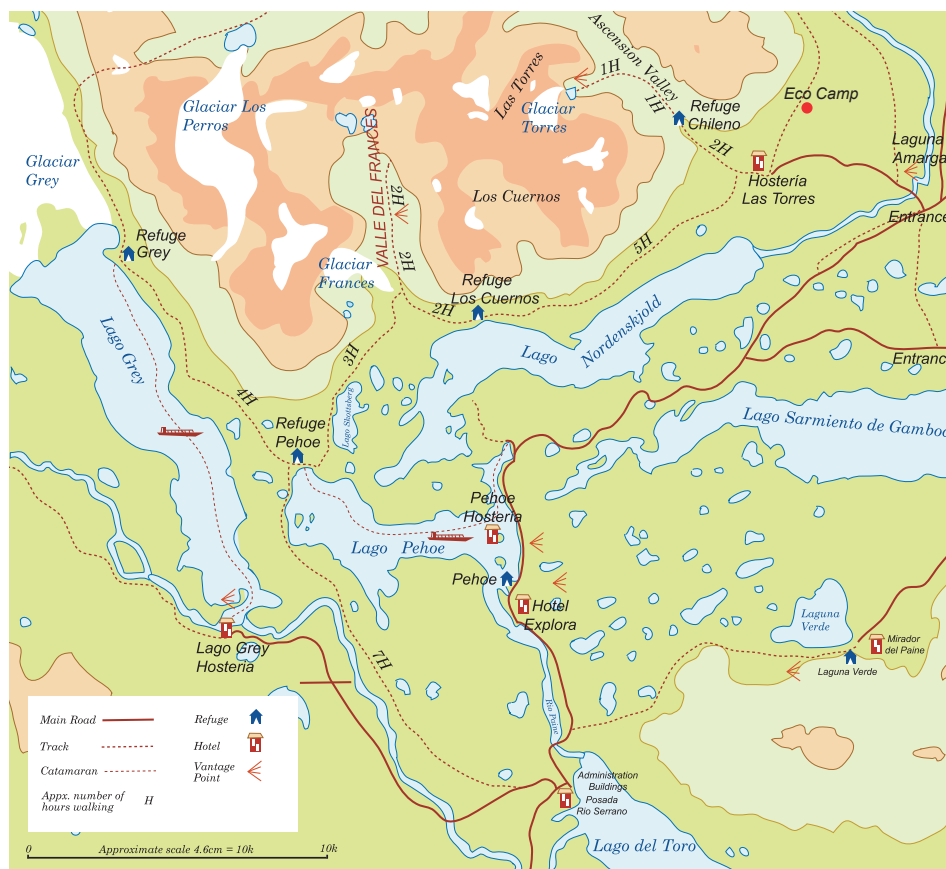 Ascension Valley
Las Torres
1H
1H
Glaciar Los
Perros
Glaciar
Torres
Refuge
Chileno
Eco Camp
2H
Laguna
Amarga
Glaciar
Grey
VALLE DEL FRANCES
2H
Los Cuernos
Hostería
Las Torres
Entrance
Refuge
Grey
5H
2H
Glaciar
Frances
Refuge
Los Cuernos
2H
Lago Grey
Lago Nordenskjold
3H
Entrance
4H
Lago Skottsberg
Lago Sarmiento de Gamboa
Refuge
Pehoe
Pehoe
Hostería
Lago Pehoe
Pehoe
Hotel
Explora
Laguna
Verde
Mirador
del Paine
Laguna Verde
Lago Grey
Hostería
7H
Rio Paine
Main Road
Track
Catamaran
Appx. number of
hours walking
H
Refuge
Hotel
Vantage
Point
Administration
Buildings
Posada
Rio Serrano
Lago del Toro
0
Approximate scale 4.6cm = 10k
10k